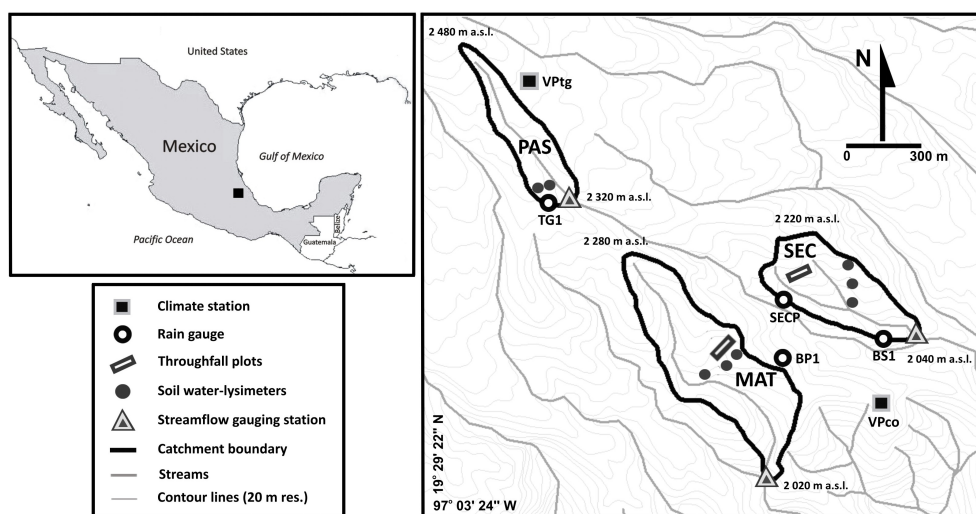 United States
Mexico
Gulf of Mexico
Pacific Ocean
Belize
Guatemala
Climate station
Rain gauge
Throughfall plots
Soil water-lysimeters
Streamflow gauging station
Catchment boundary
Streams
Contour lines (20 m res.)
2 480 m a.s.l.
VPtg
N
0 300 m
PAS
2 320 m a.s.l.
TG1
2 220 m a.s.l.
2 280 m a.s.l.
SEC
SECP
BS1
2 040 m a.s.l.
BP1
MAT
VPco
2 020 m a.s.l.
19° 29' 22" N
97° 03' 24" W